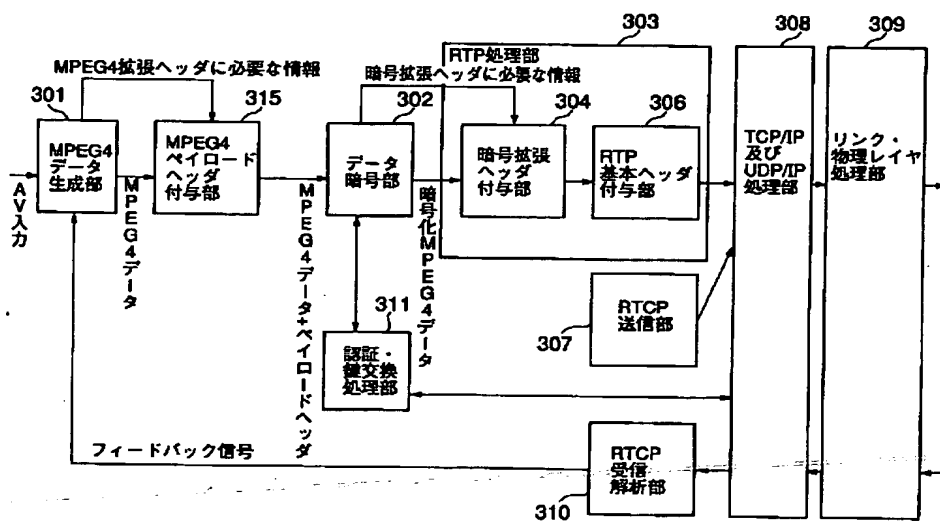 303
308
309
RTP処理部
MPEG4拡張ヘッダに必要な情報
暗号拡張ヘッダに必要な情報
301
315
302
304
306
MPEG4
データ
生成部
MPEG4
ペイロード
ヘッダ
付与部
データ
暗号部
暗号拡張
ヘッダ
付与部
RTP
基本ヘッダ
付与部
TCP/IP
及び
UDP/IP
処理部
リンク・
物理レイヤ
処理部
AV入力
MPEG4データ
MPEG4データ+ペイロードヘッダ
暗号化MPEG4データ
311
認証・
鍵交換
処理部
307
RTCP
送信部
フィードバック信号
RTCP
受信
解析部
310